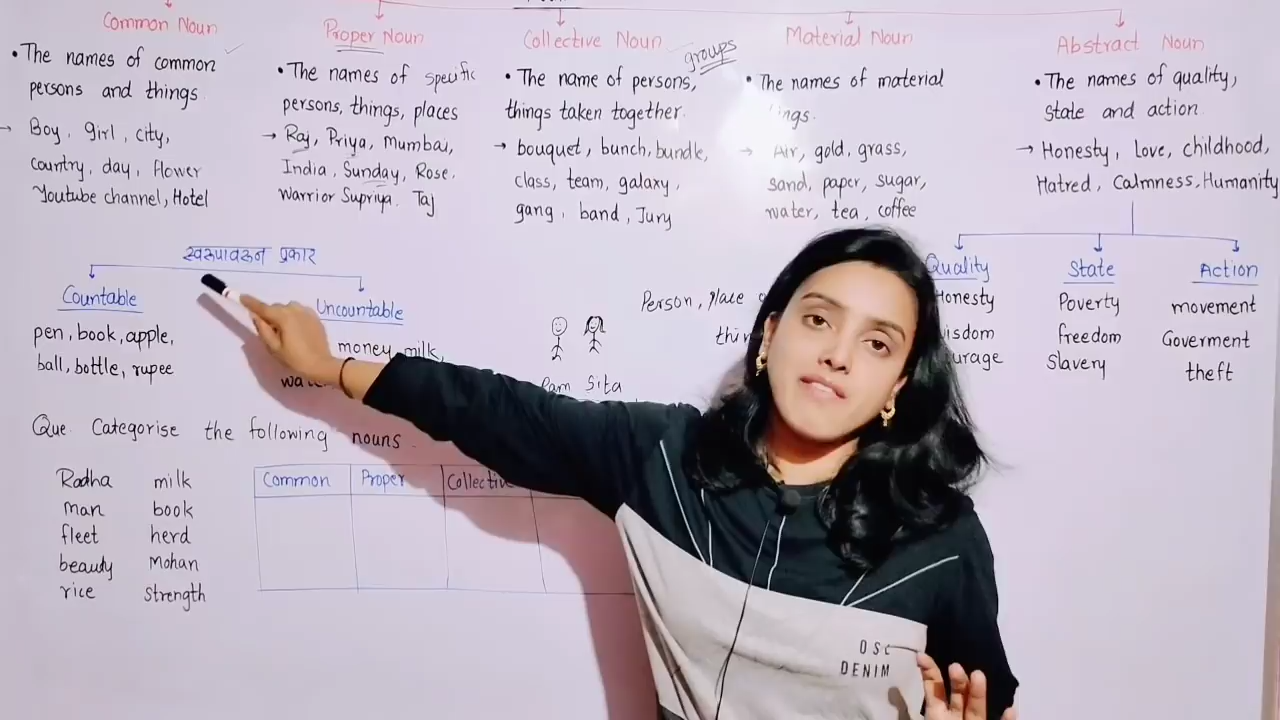 Common Noun
• The names of common
persons and things.
→ Boy, girl, city,
country, day, flower
Youtube channel, Hotel
Proper Noun
• The names of specific
persons, things, places
→ Raj, Priya, Mumbai,
India, Sunday, Rose,
Warrior Supriya. Taj
Collective Noun
groups
• The name of persons,
things taken together.
→ bouquet, bunch, bundle,
class, team, galaxy,
gang, band, Jury
Material Noun
• The names of material
→ Air, gold, grass,
sand, paper, sugar,
water, tea, coffee
Abstract Noun
• The names of quality,
State and action
→ Honesty, Love, childhood,
Hatred, Calmness, Humanity
Quality
State
Poverty
freedom
Slavery
Action
movement
Goverment
theft
स्वरूपावरून प्रकार
Countable
pen, book, apple,
ball, bottle, rupee
Uncountable
money, milk,
Person, place
Ram Sita
Que. Categorise the following nouns.
Radha milk
man book
fleet herd
beauty Mohan
rice strength
Common Proper Collective
OSC
DENIM